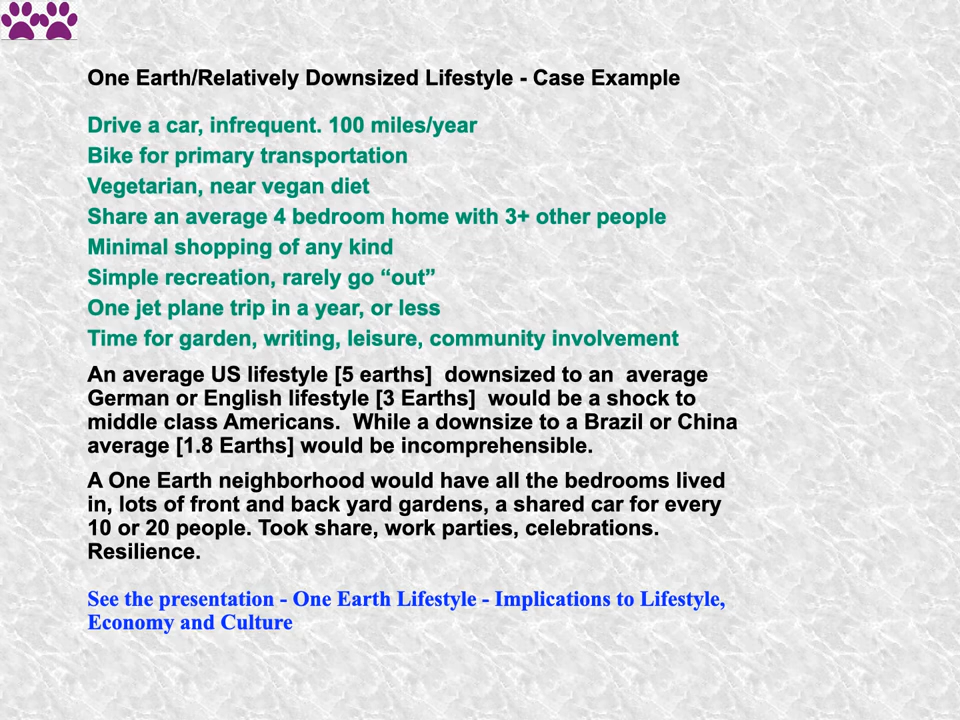 One Earth/Relatively Downsized Lifestyle - Case Example
Drive a car, infrequent. 100 miles/year
Bike for primary transportation
Vegetarian, near vegan diet
Share an average 4 bedroom home with 3+ other people
Minimal shopping of any kind
Simple recreation, rarely go “out”
One jet plane trip in a year, or less
Time for garden, writing, leisure, community involvement
An average US lifestyle [5 earths]  downsized to an  average
German or English lifestyle [3 Earths]  would be a shock to
middle class Americans.  While a downsize to a Brazil or China
average [1.8 Earths] would be incomprehensible.
A One Earth neighborhood would have all the bedrooms lived
in, lots of front and back yard gardens, a shared car for every
10 or 20 people. Took share, work parties, celebrations.
Resilience.
See the presentation - One Earth Lifestyle - Implications to Lifestyle,
Economy and Culture